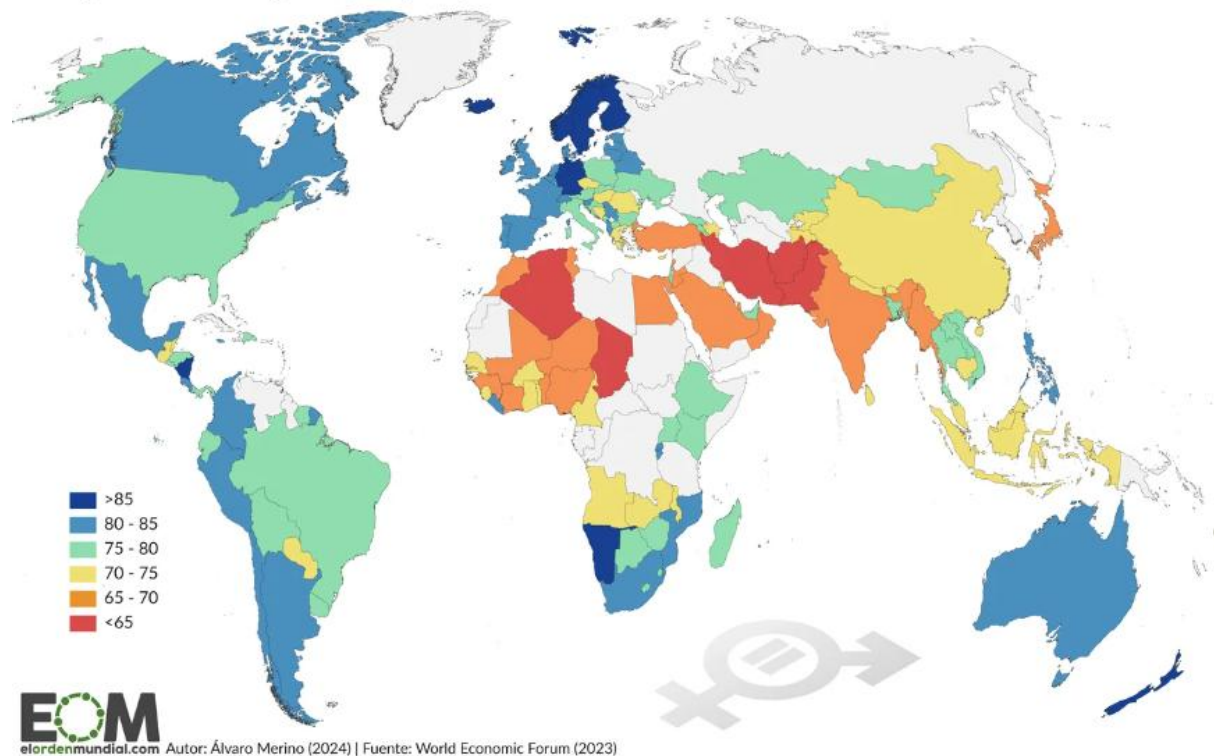 >85
80 - 85
75 - 80
70 - 75
65 - 70
<65
EOM
elordenmundial.com Autor: Álvaro Merino (2024) | Fuente: World Economic Forum (2023)